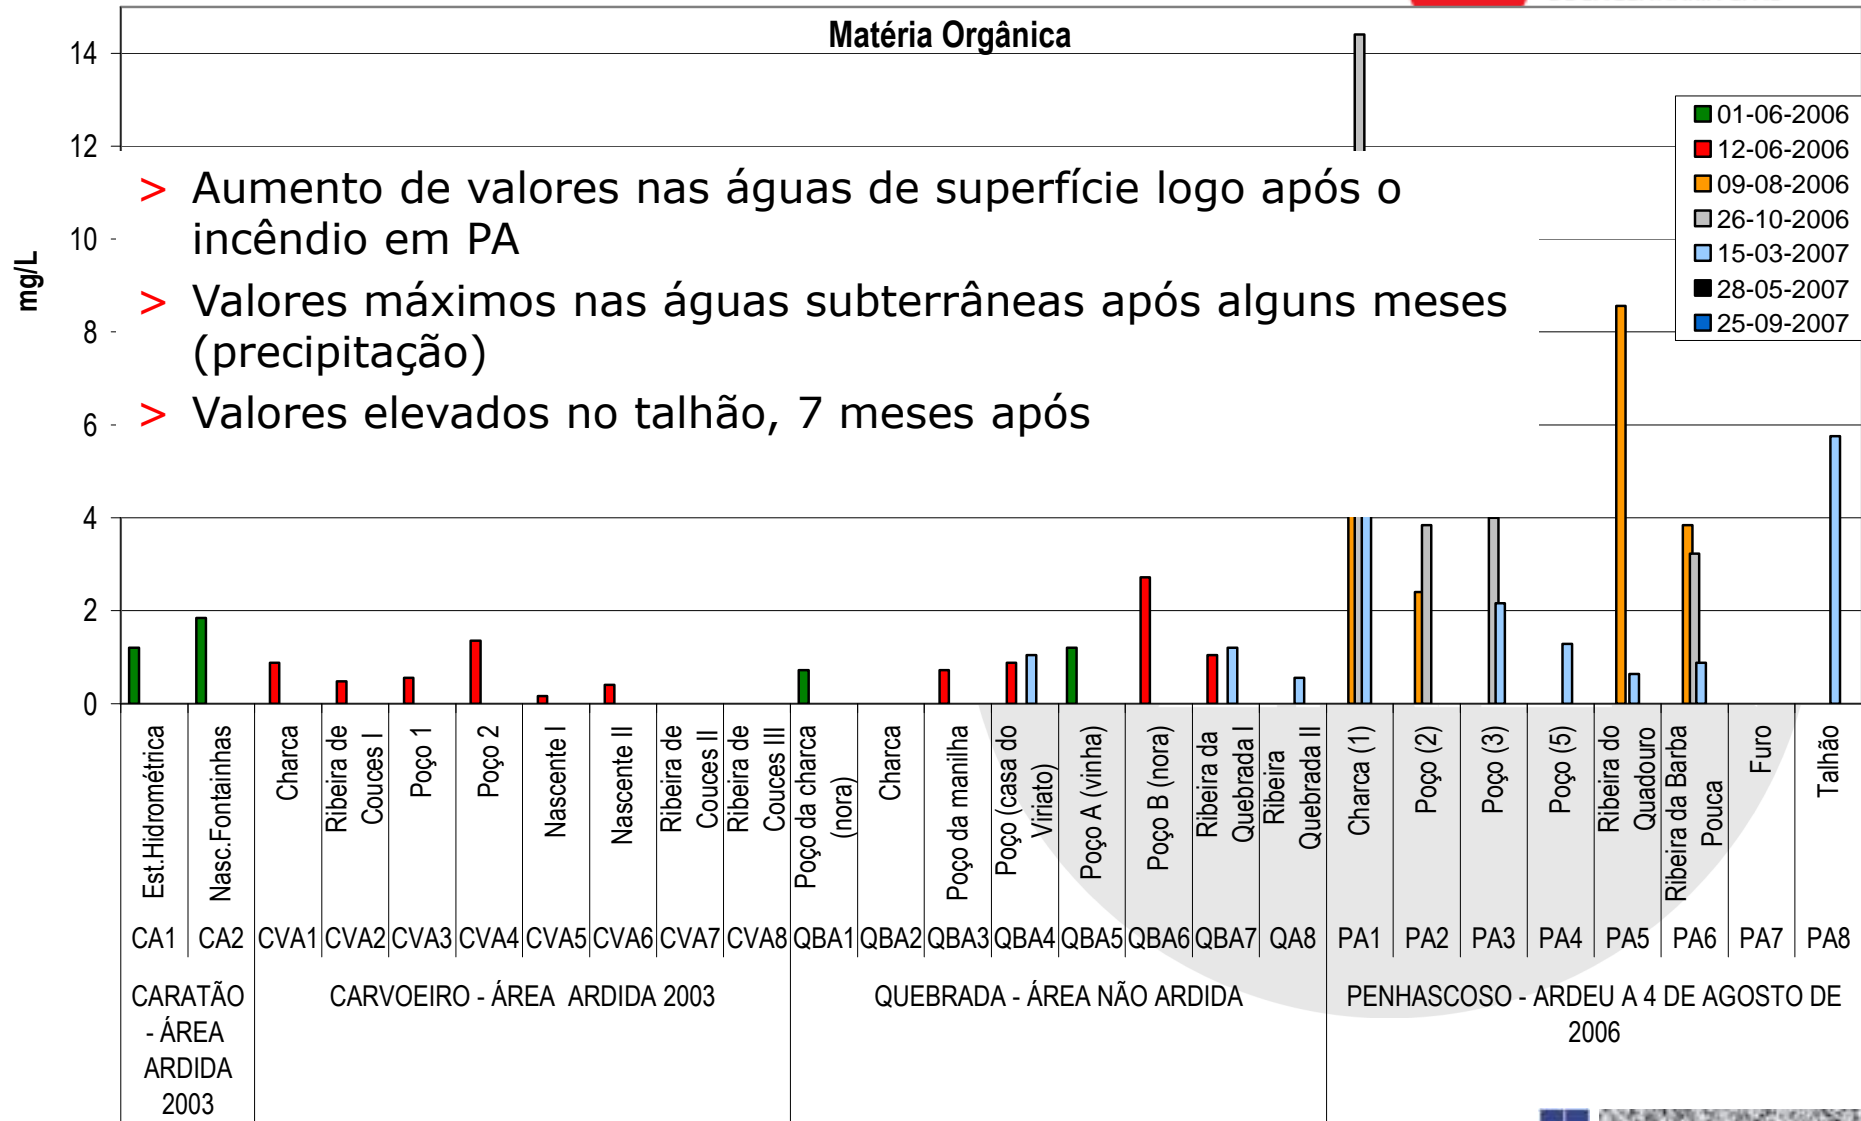 Matéria Orgânica
14
12
10
8
6
4
2
0
mg/L
01-06-2006
12-06-2006
09-08-2006
26-10-2006
15-03-2007
28-05-2007
25-09-2007
> Aumento de valores nas águas de superfície logo após o
incêndio em PA
> Valores máximos nas águas subterrâneas após alguns meses
(precipitação)
> Valores elevados no talhão, 7 meses após
Est.Hidrométrica
Nasc.Fontainhas
Charca
Ribeira de
Couces I
Poço 1
Poço 2
Nascente I
Nascente II
Ribeira de
Couces II
Ribeira de
Couces III
Poço da charca
(nora)
Charca
Poço da manilha
Poço (casa do
Viriato)
Poço A (vinha)
Poço B (nora)
Ribeira da
Quebrada I
Ribeira
Quebrada II
Charca (1)
Poço (2)
Poço (3)
Poço (5)
Ribeira do
Quadouro
Ribeira da Barba
Pouca
Furo
Talhão
CA1 CA2 CVA1 CVA2 CVA3 CVA4 CVA5 CVA6 CVA7 CVA8 QBA1 QBA2 QBA3 QBA4 QBA5 QBA6 QBA7 QA8 PA1 PA2 PA3 PA4 PA5 PA6 PA7 PA8
CARATÃO
- ÁREA
ARDIDA
2003
CARVOEIRO - ÁREA ARDIDA 2003
QUEBRADA - ÁREA NÃO ARDIDA
PENHASCOSO - ARDEU A 4 DE AGOSTO DE
2006